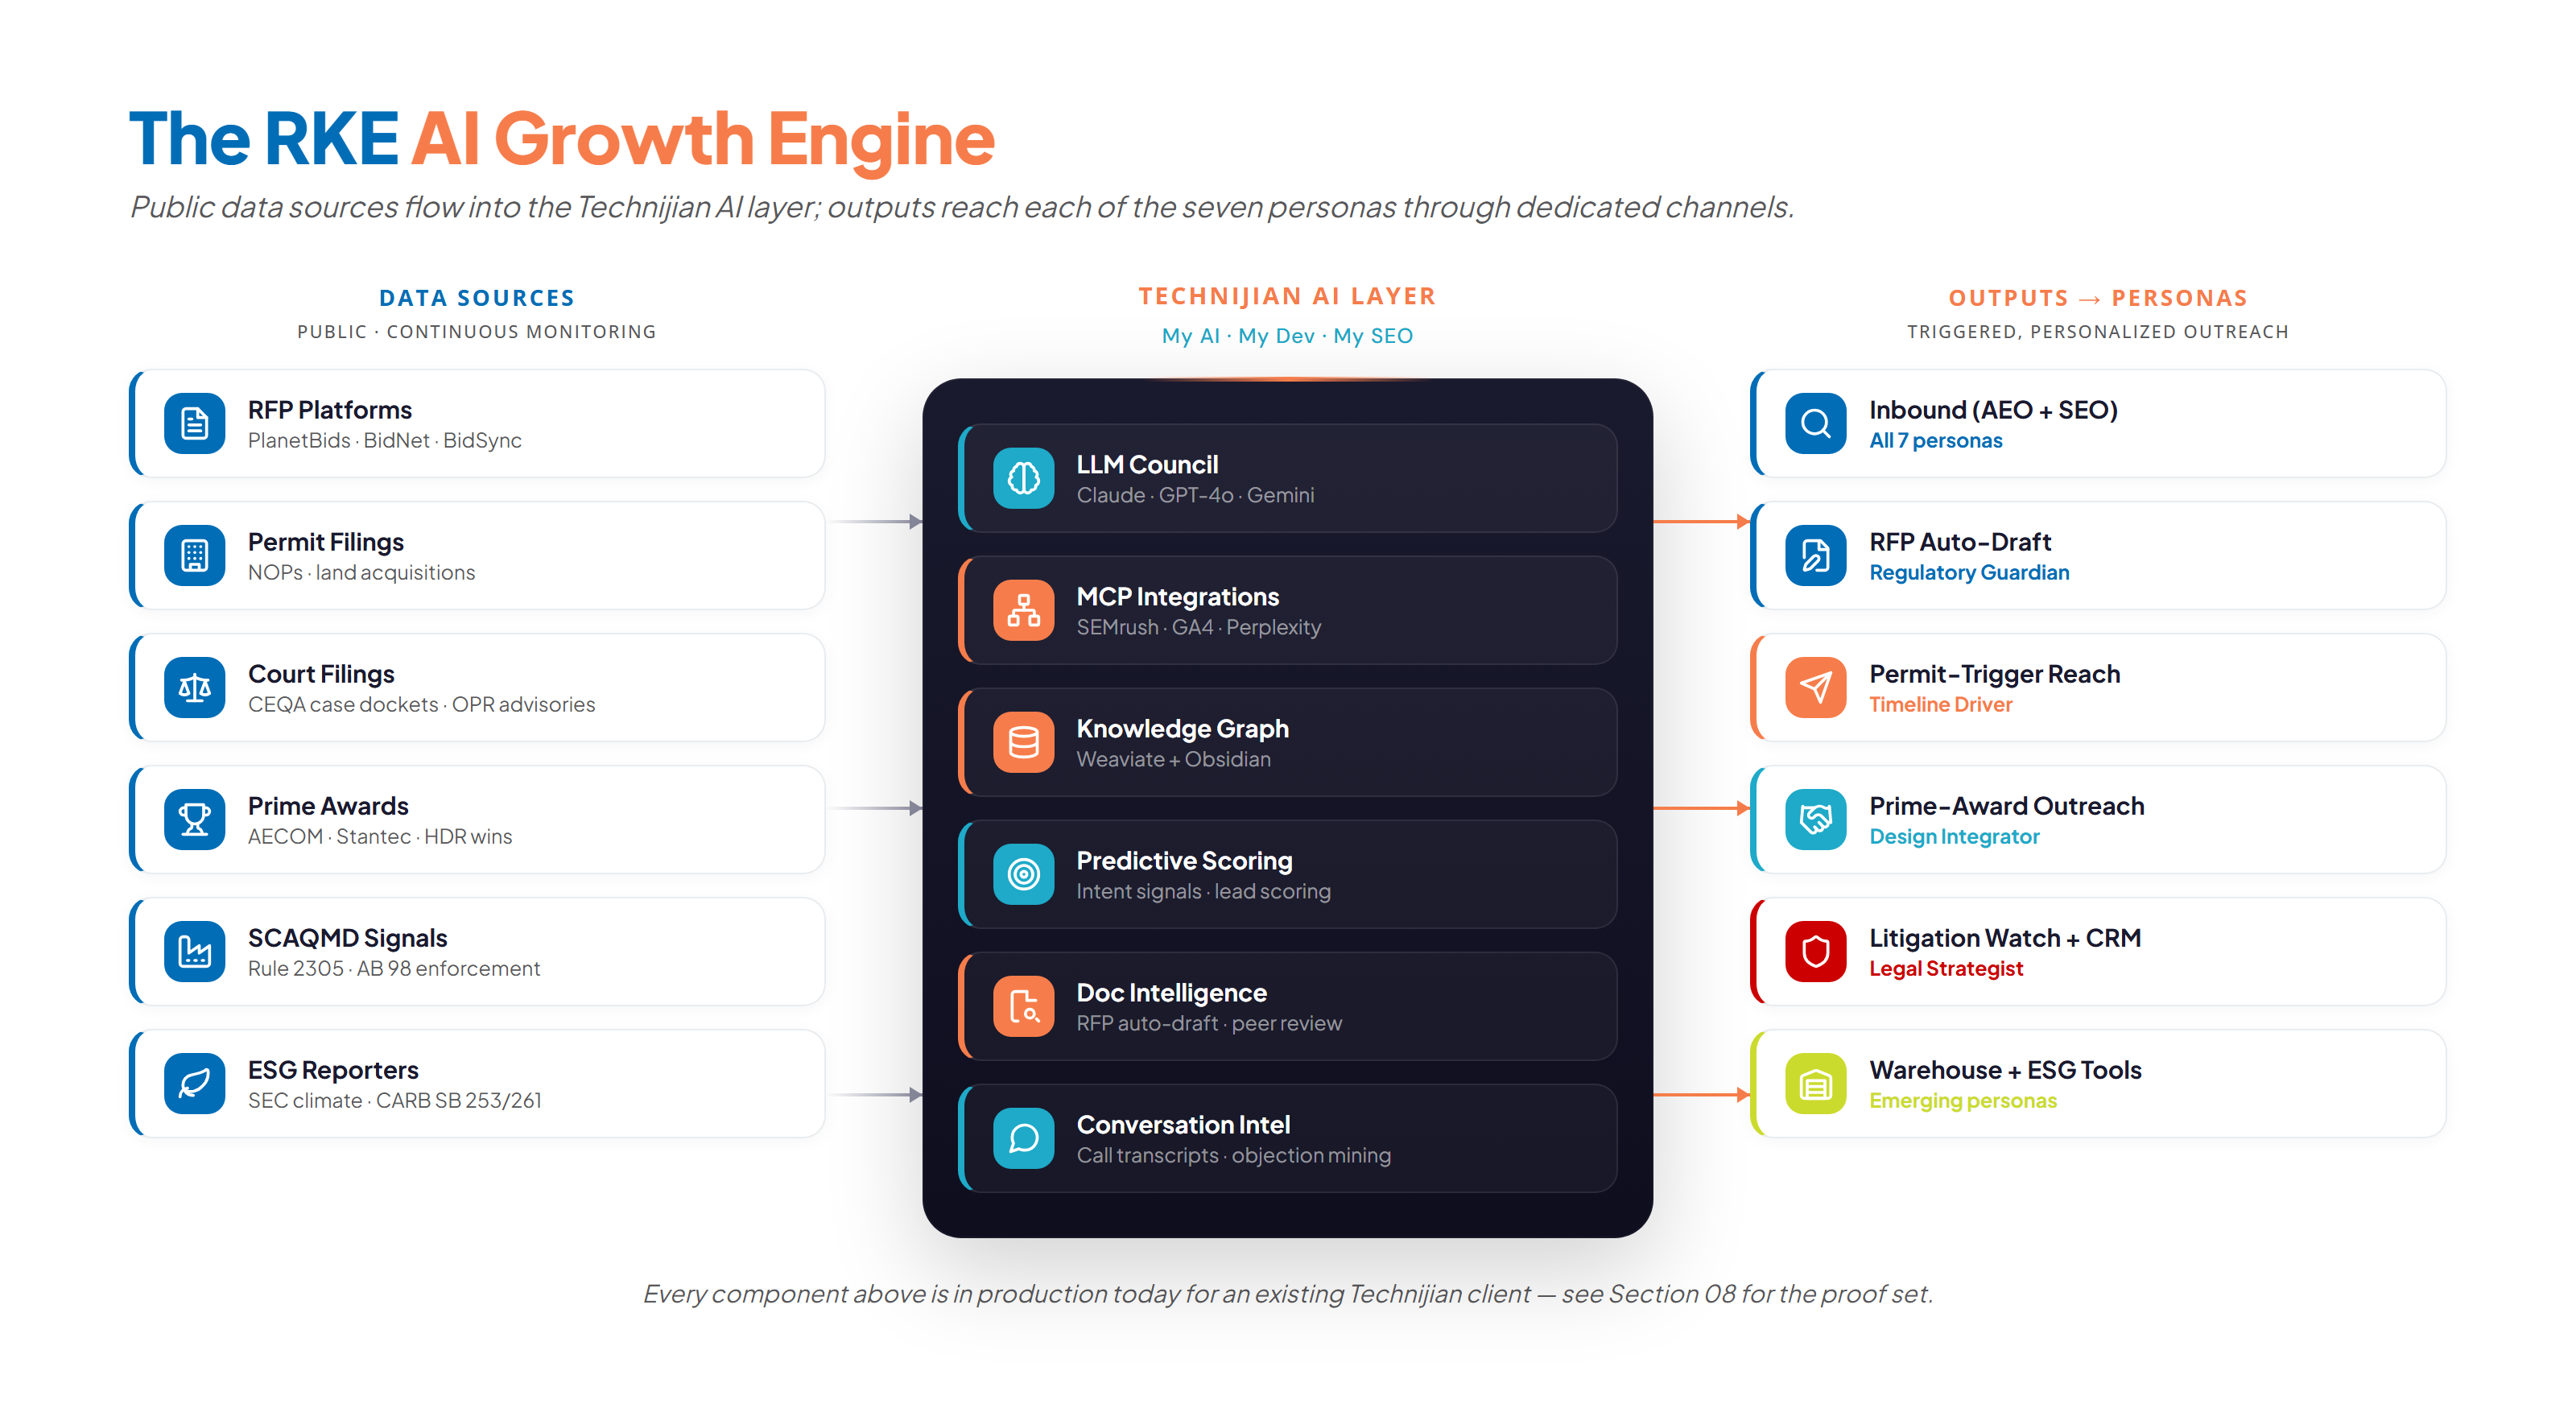 The RKE AI Growth Engine
Public data sources flow into the Technijian AI layer; outputs reach each of the seven personas through dedicated channels.
DATA SOURCES
PUBLIC · CONTINUOUS MONITORING
RFP Platforms
PlanetBids · BidNet · BidSync
Permit Filings
NOPs · land acquisitions
Court Filings
CEQA case dockets · OPR advisories
Prime Awards
AECOM · Stantec · HDR wins
SCAQMD Signals
Rule 2305 · AB 98 enforcement
ESG Reporters
SEC climate · CARB SB 253/261
TECHNIJIAN AI LAYER
My AI · My Dev · My SEO
LLM Council
Claude · GPT-4o · Gemini
MCP Integrations
SEMrush · GA4 · Perplexity
Knowledge Graph
Weaviate + Obsidian
Predictive Scoring
Intent signals · lead scoring
Doc Intelligence
RFP auto-draft · peer review
Conversation Intel
Call transcripts · objection mining
OUTPUTS → PERSONAS
TRIGGERED, PERSONALIZED OUTREACH
Inbound (AEO + SEO)
All 7 personas
RFP Auto-Draft
Regulatory Guardian
Permit-Trigger Reach
Timeline Driver
Prime-Award Outreach
Design Integrator
Litigation Watch + CRM
Legal Strategist
Warehouse + ESG Tools
Emerging personas
Every component above is in production today for an existing Technijian client — see Section 08 for the proof set.